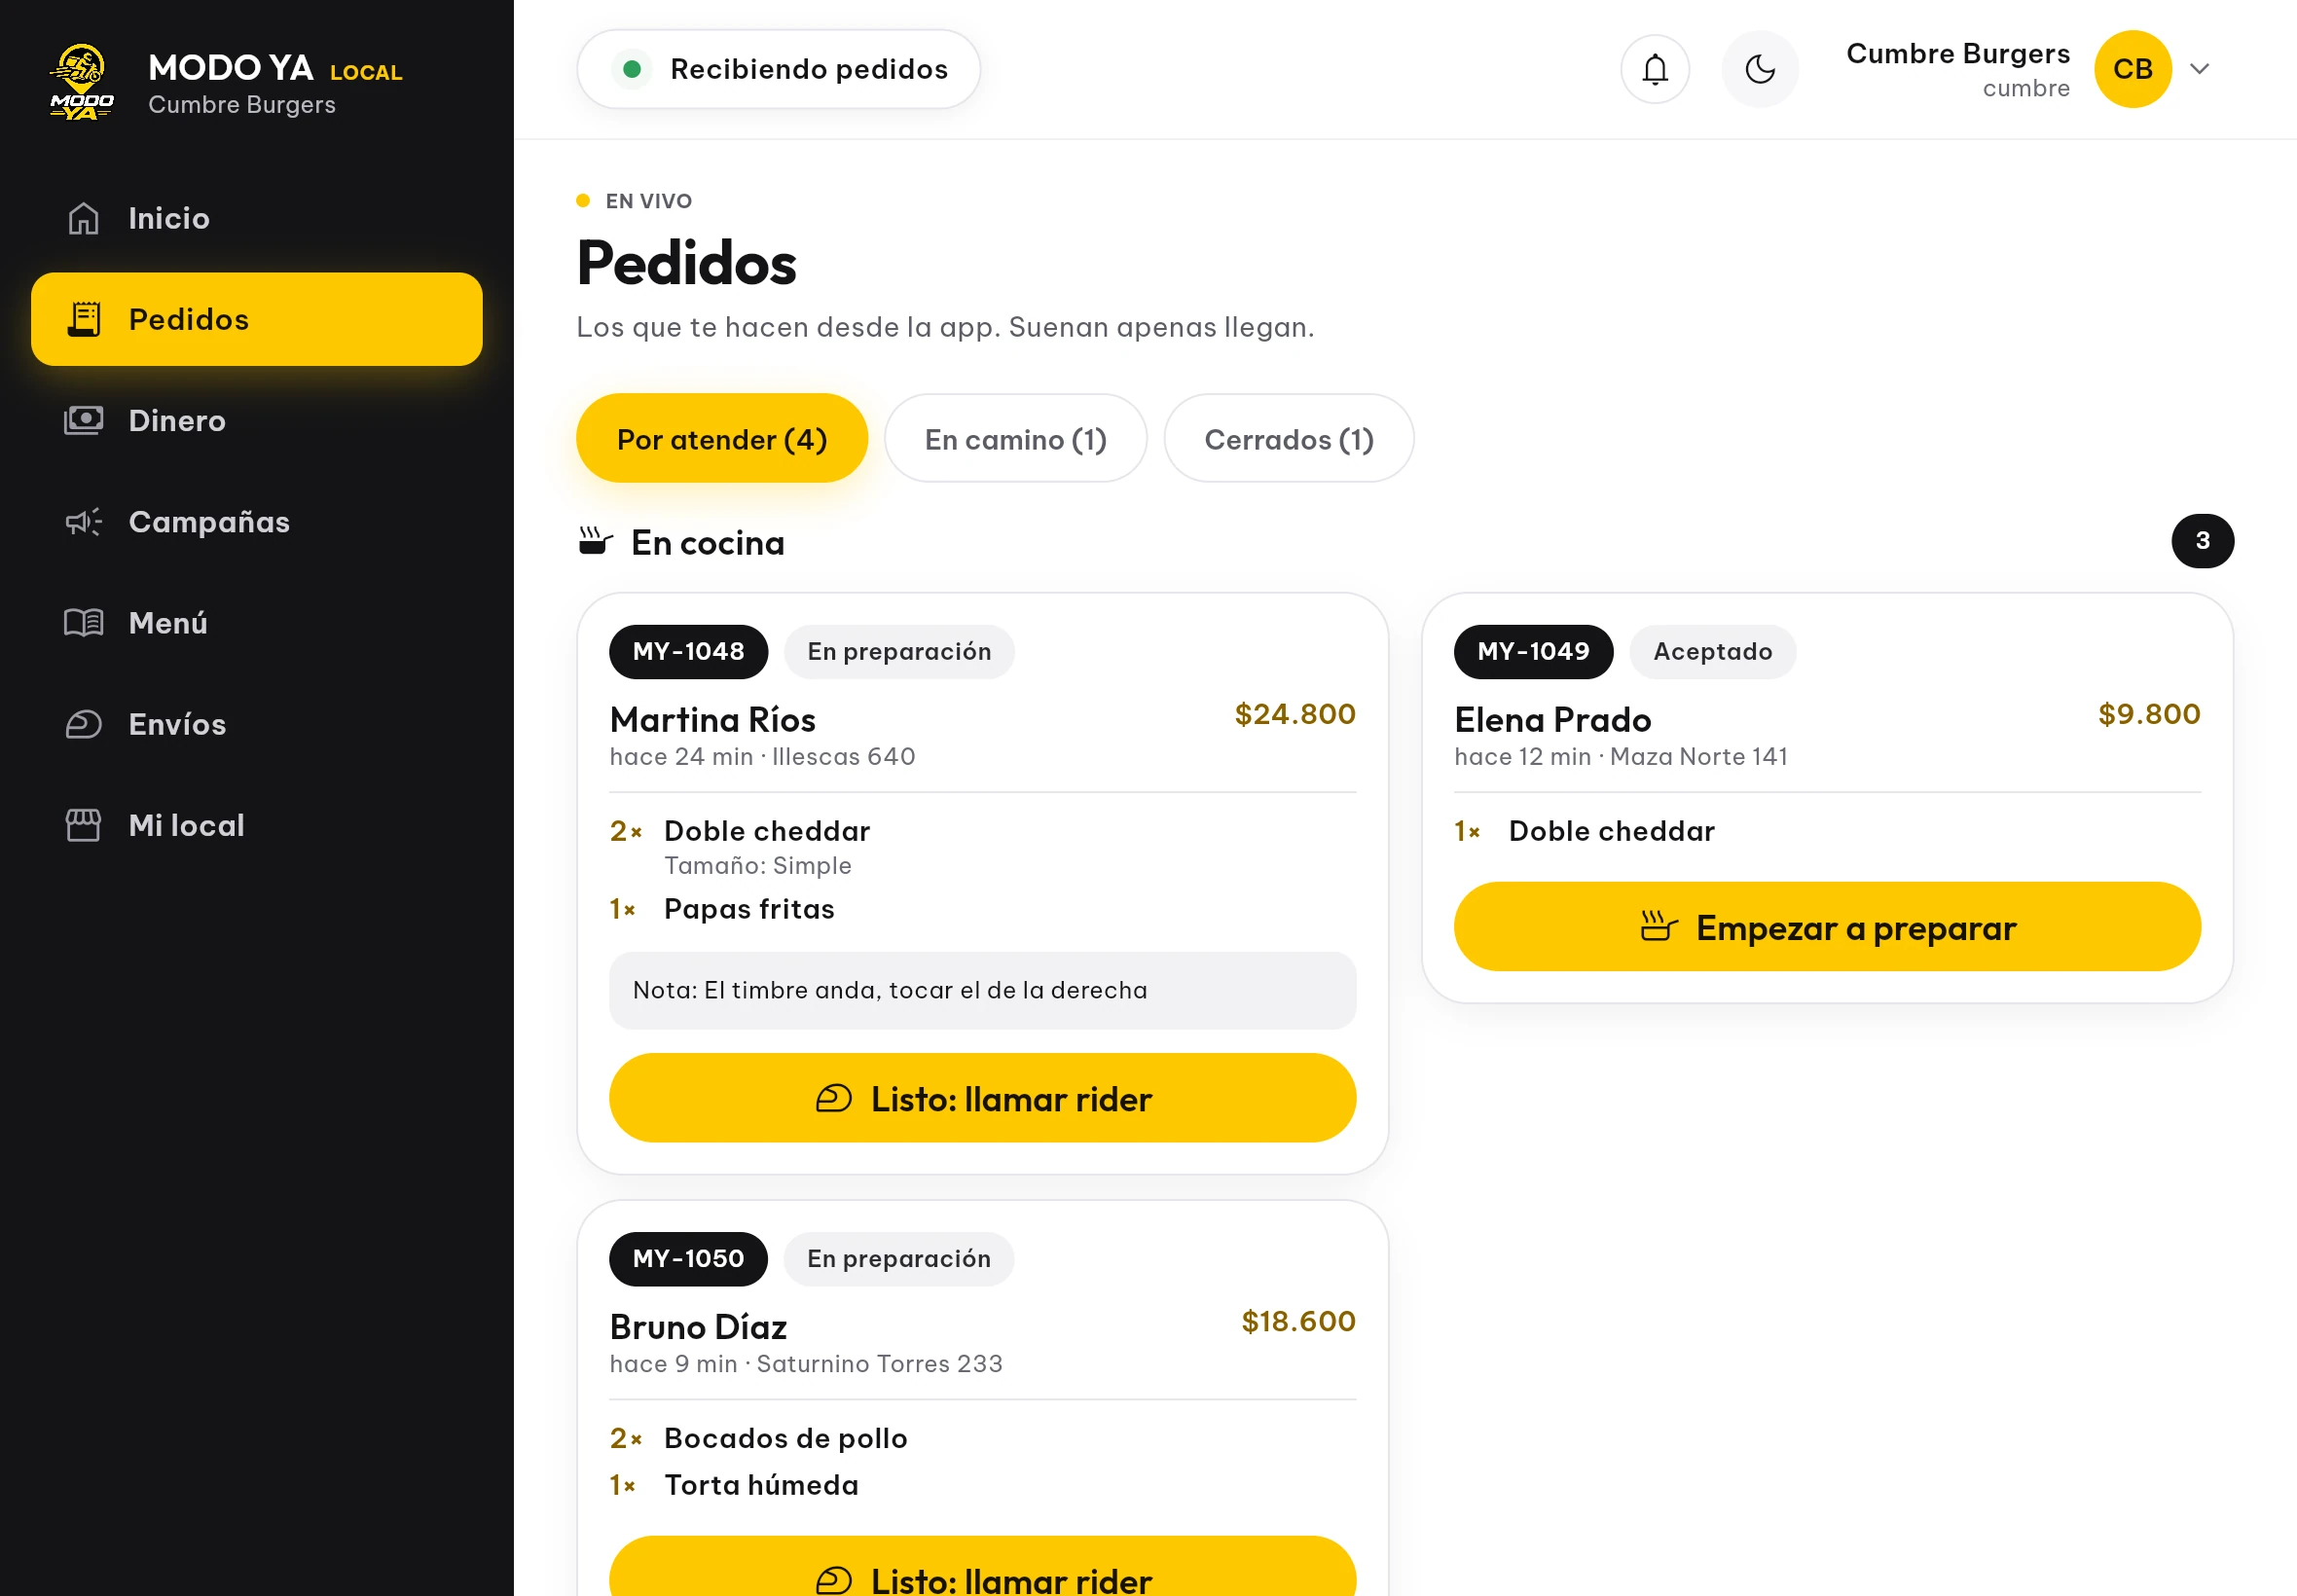 MODO YA
MODO YA LOCAL
Cumbre Burgers
Inicio
Pedidos
Dinero
Campañas
Menú
Envíos
Mi local
Recibiendo pedidos
Cumbre Burgers
cumbre
CB
EN VIVO
Pedidos
Los que te hacen desde la app. Suenan apenas llegan.
Por atender (4)
En camino (1)
Cerrados (1)
En cocina
3
MY-1048
En preparación
Martina Ríos
$24.800
hace 24 min · Illescas 640
2× Doble cheddar
Tamaño: Simple
1× Papas fritas
Nota: El timbre anda, tocar el de la derecha
Listo: llamar rider
MY-1049
Aceptado
Elena Prado
$9.800
hace 12 min · Maza Norte 141
1× Doble cheddar
Empezar a preparar
MY-1050
En preparación
Bruno Díaz
$18.600
hace 9 min · Saturnino Torres 233
2× Bocados de pollo
1× Torta húmeda
Listo: llamar rider